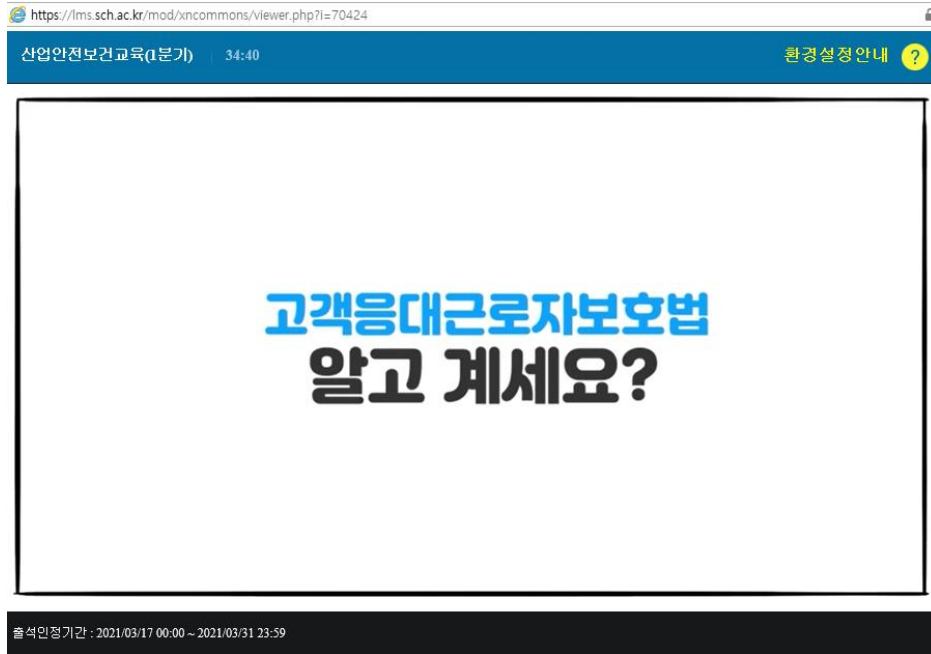 https://lms.sch.ac.kr/mod/xncommons/viewer.php?i=70424
산업안전보건교육(1분기) | 34:40
환경설정안내 ?
고객응대근로자보호법
알고 계세요?
출석인정기간 : 2021/03/17 00:00 ~ 2021/03/31 23:59